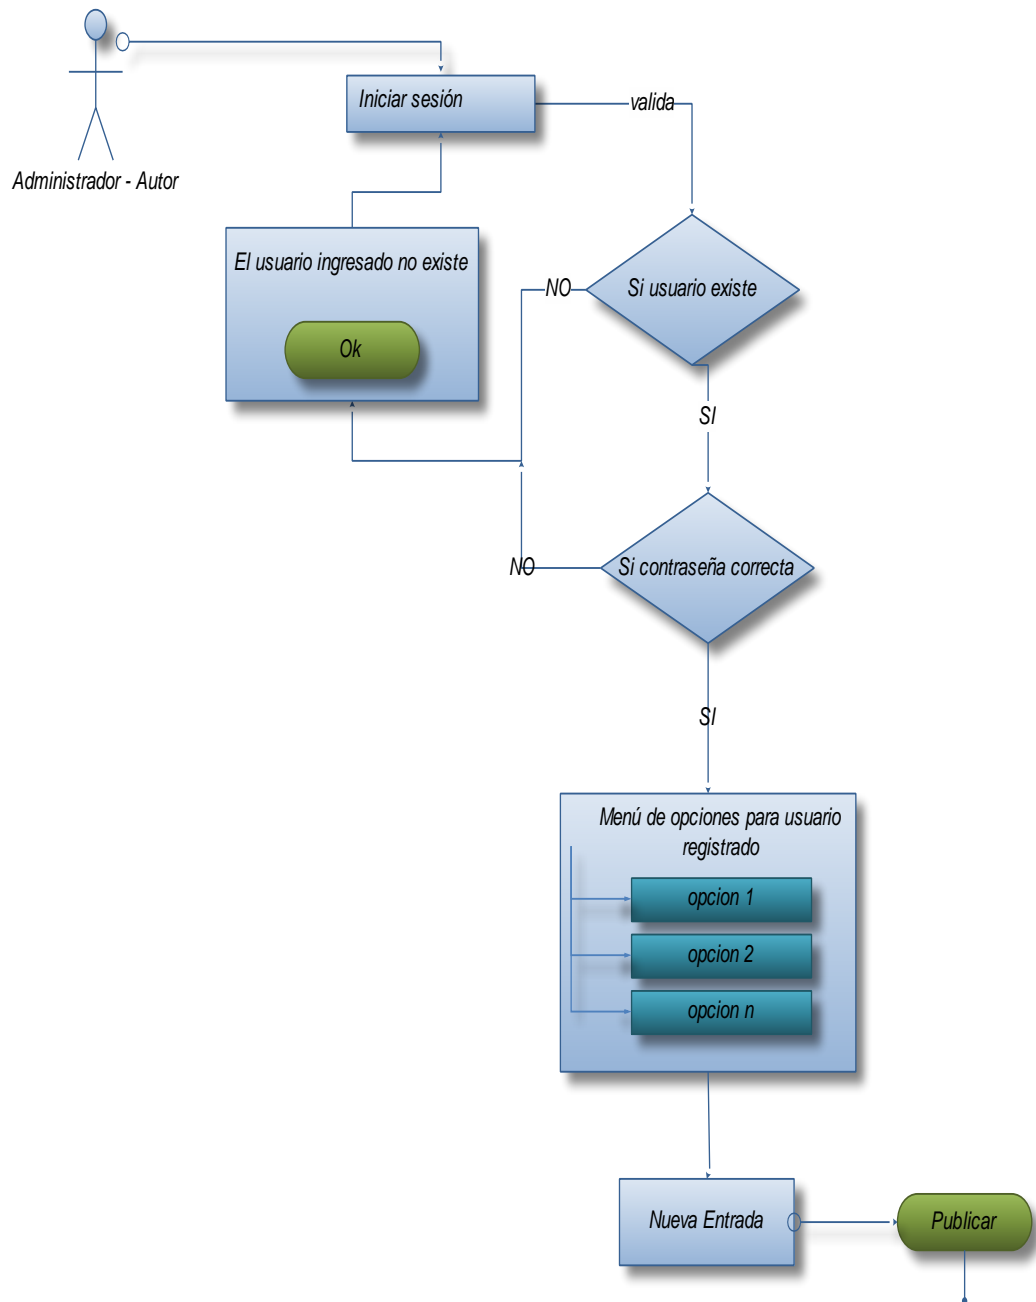 Iniciar sesión
valida
Administrador - Autor
El usuario ingresado no existe
NO
Si usuario existe
Ok
SI
NO
Si contraseña correcta
SI
Menú de opciones para usuario
registrado
opcion 1
opcion 2
opcion n
Nueva Entrada
Publicar